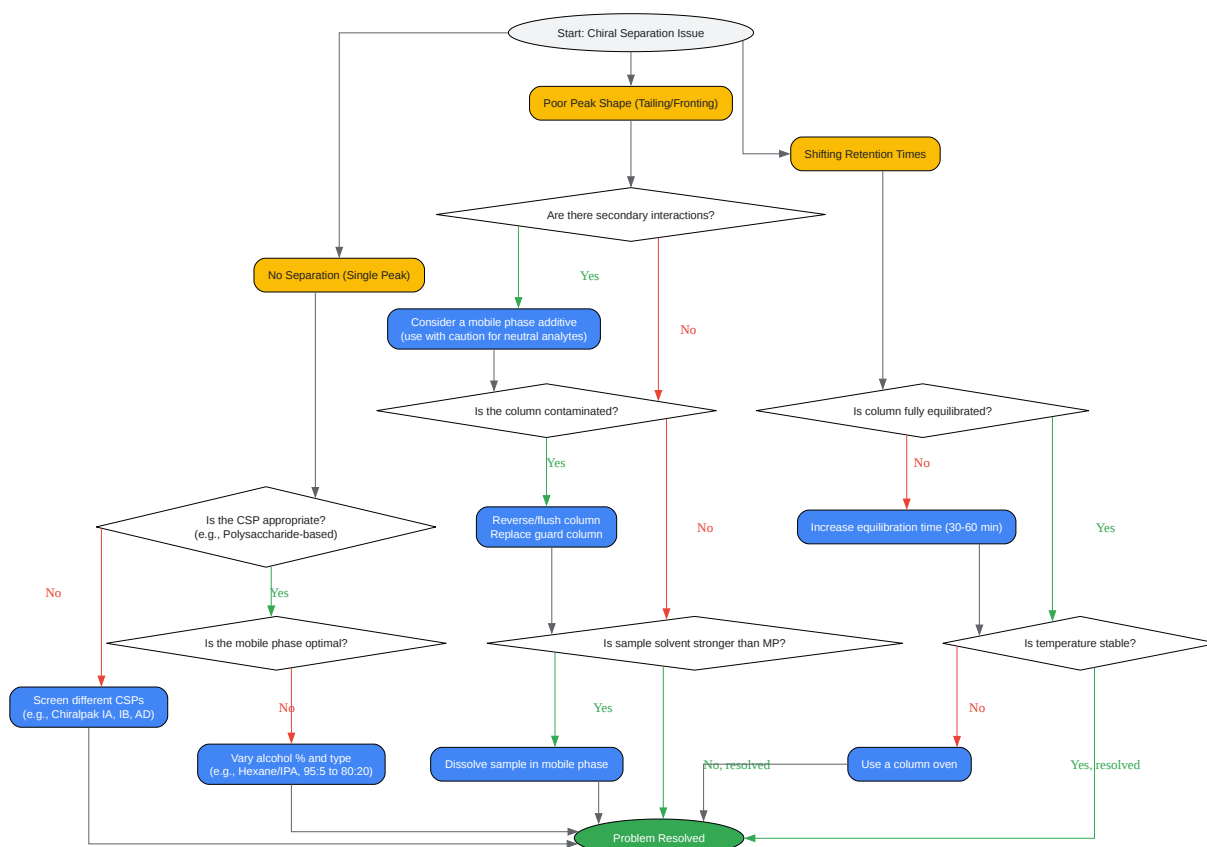 Start: Chiral Separation Issue
Poor Peak Shape (Tailing/Fronting)
Shifting Retention Times
Are there secondary interactions?
No Separation (Single Peak)
Yes
Consider a mobile phase additive
(use with caution for neutral analytes)
No
Is the column contaminated?
Is column fully equilibrated?
Yes
No
Is the CSP appropriate?
(e.g., Polysaccharide-based)
Reverse/flush column
Replace guard column
No
Increase equilibration time (30-60 min)
Yes
No
Yes
Is the mobile phase optimal?
Is sample solvent stronger than MP?
Is temperature stable?
Screen different CSPs
(e.g., Chiralpak IA, IB, AD)
No
Yes
No
Vary alcohol % and type
(e.g., Hexane/IPA, 95:5 to 80:20)
Dissolve sample in mobile phase
No, resolved
Use a column oven
Yes, resolved
Problem Resolved